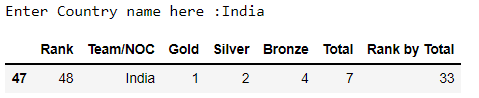 Enter Country name here :India
Rank Team/NOC Gold Silver Bronze Total Rank by Total
47 48 India 1 2 4 7 33